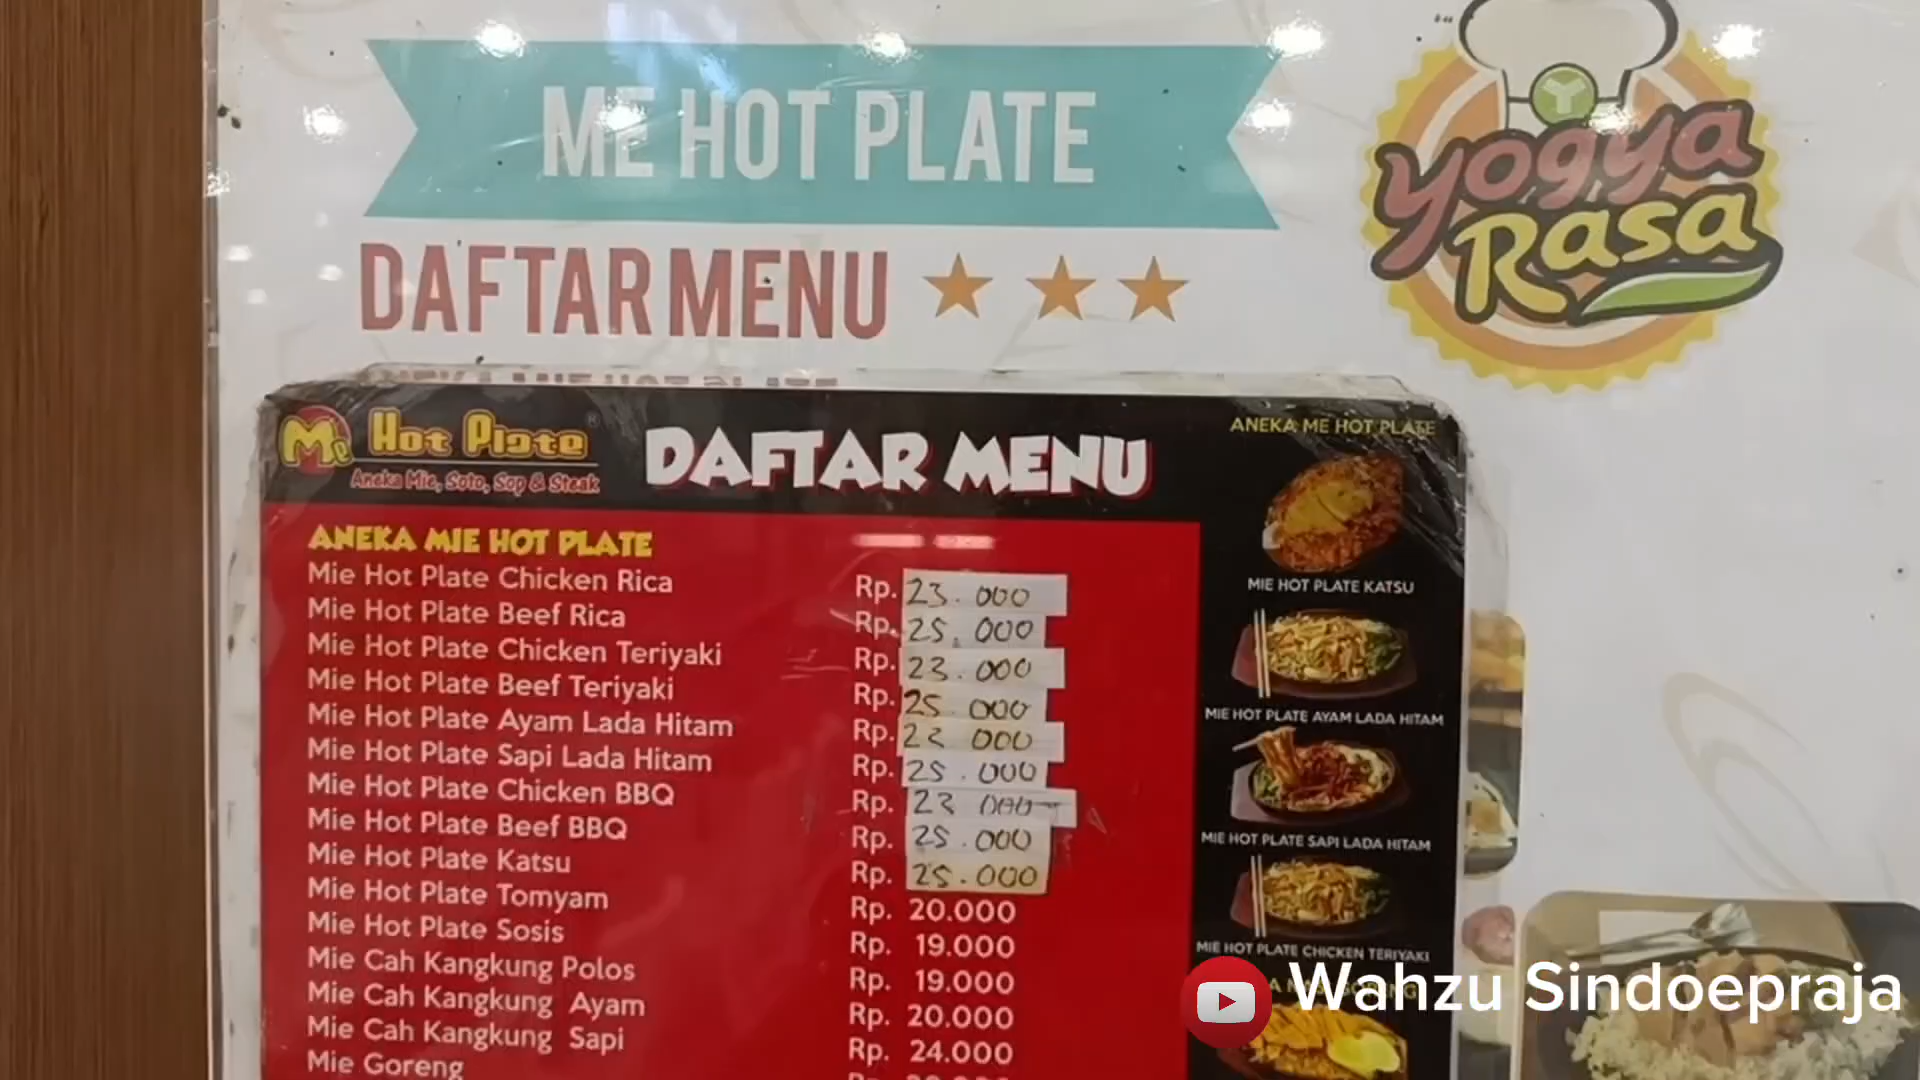 ME HOT PLATE
Yogya
Rasa
DAFTAR MENU
Me Hot Plate
Aneka Mie, Soto, Sop & Steak
DAFTAR MENU
ANEKA ME HOT PLATE
ANEKA MIE HOT PLATE
Mie Hot Plate Chicken Rica Rp. 23.000
Mie Hot Plate Beef Rica Rp. 25.000
Mie Hot Plate Chicken Teriyaki Rp. 23.000
Mie Hot Plate Beef Teriyaki Rp. 25.000
Mie Hot Plate Ayam Lada Hitam Rp. 23 000
Mie Hot Plate Sapi Lada Hitam Rp. 25.000
Mie Hot Plate Chicken BBQ Rp. 23 000
Mie Hot Plate Beef BBQ Rp. 25.000
Mie Hot Plate Katsu Rp. 25.000
Mie Hot Plate Tomyam Rp. 20.000
Mie Hot Plate Sosis Rp. 19.000
Mie Cah Kangkung Polos Rp. 19.000
Mie Cah Kangkung Ayam Rp. 20.000
Mie Cah Kangkung Sapi Rp. 24.000
Mie Goreng
MIE HOT PLATE KATSU
MIE HOT PLATE AYAM LADA HITAM
MIE HOT PLATE SAPI LADA HITAM
MIE HOT PLATE CHICKEN TERIYAKI
Wahzu Sindoepraja